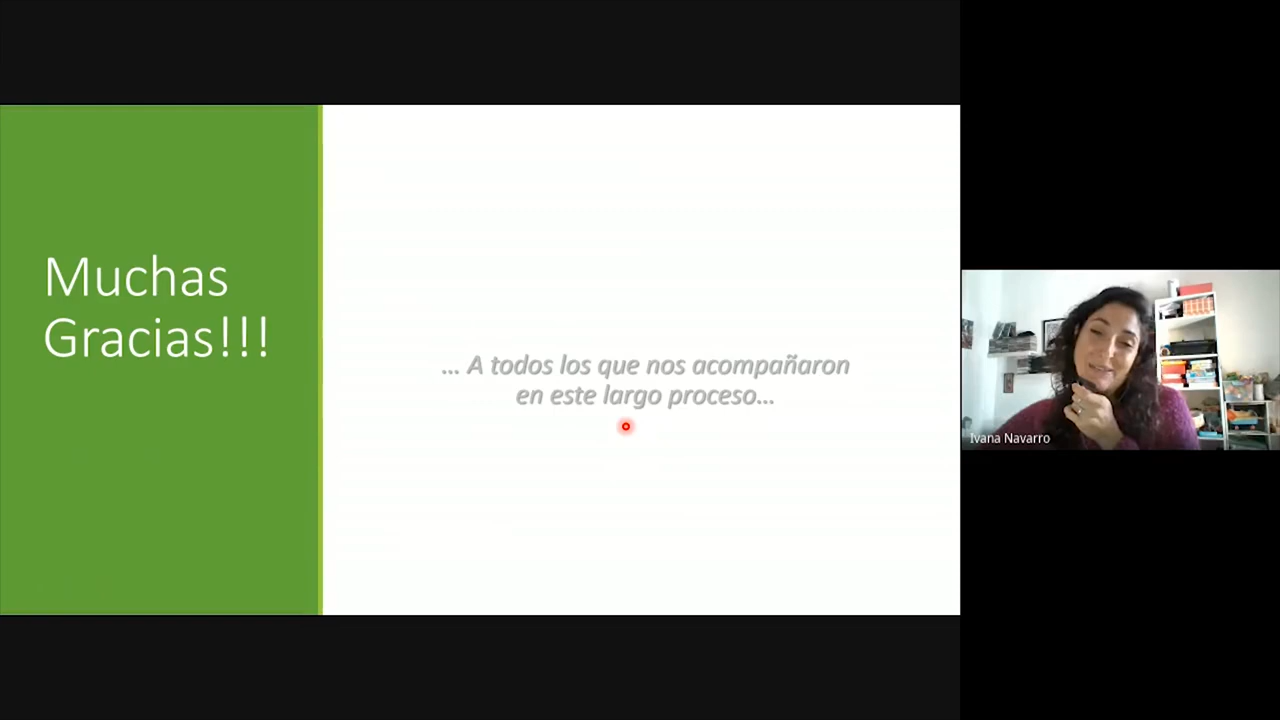 Muchas
Gracias!!!
... A todos los que nos acompañaron
en este largo proceso...
Ivana Navarro